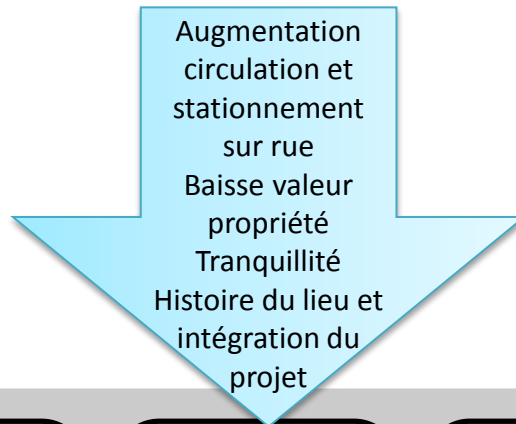 Augmentation
circulation et
stationnement
sur rue
Baisse valeur
propriété
Tranquillité
Histoire du lieu et
intégration du
projet